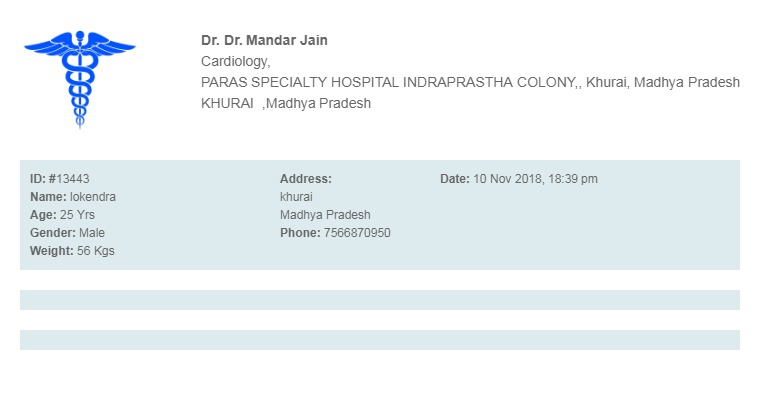 Dr. Dr. Mandar Jain
Cardiology,
PARAS SPECIALTY HOSPITAL INDRAPRASTHA COLONY,, Khurai, Madhya Pradesh
KHURAI ,Madhya Pradesh
ID: #13443
Name: lokendra
Age: 25 Yrs
Gender: Male
Weight: 56 Kgs
Address:
khurai
Madhya Pradesh
Phone: 7566870950
Date: 10 Nov 2018, 18:39 pm